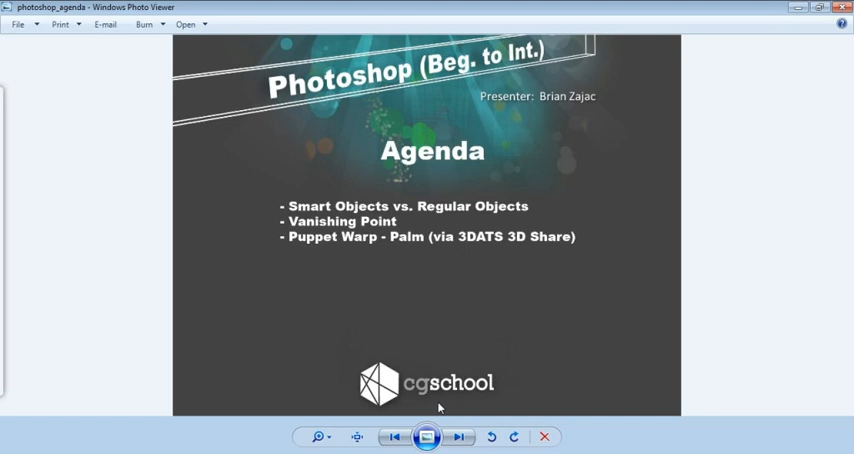 photoshop_agenda - Windows Photo Viewer
File Print E-mail Burn Open
Photoshop (Beg. to Int.)
Presenter: Brian Zajac
Agenda
- Smart Objects vs. Regular Objects
- Vanishing Point
- Puppet Warp - Palm (via 3DATS 3D Share)
cgschool